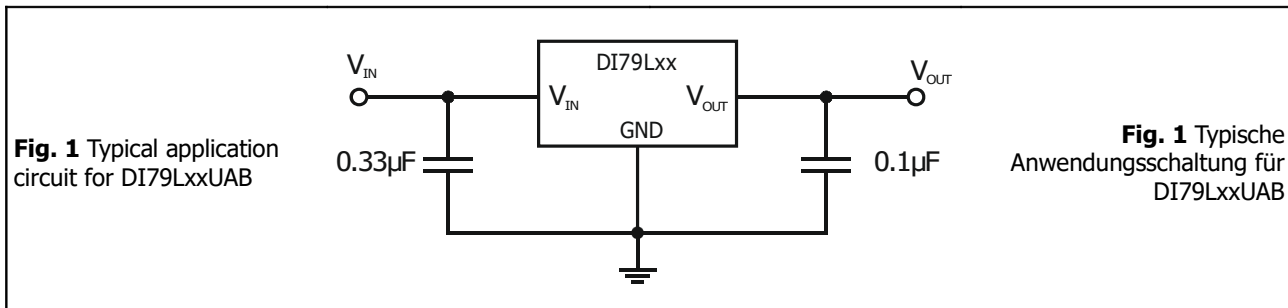 Fig. 1 Typical application
circuit for DI79LxxUAB
V_IN
DI79Lxx
V_IN
V_OUT
GND
V_OUT
0.33µF
0.1µF
Fig. 1 Typische
Anwendungsschaltung für
DI79LxxUAB